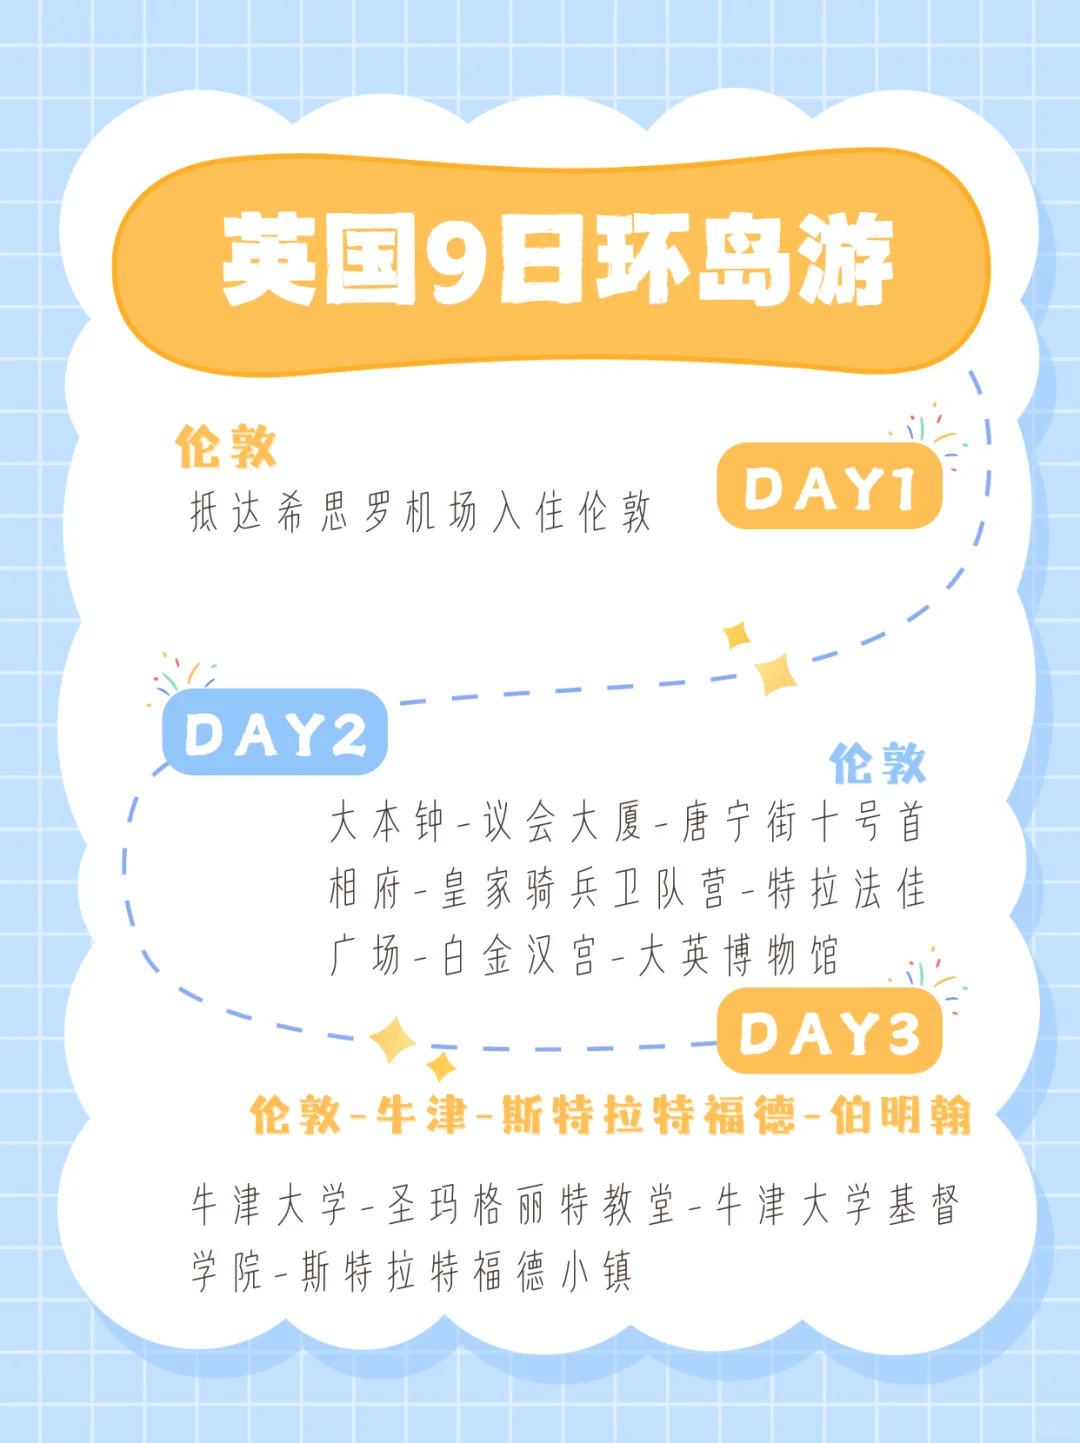 英国9日环岛游
伦敦
抵达希思罗机场入住伦敦
DAY1
DAY2
伦敦
大本钟-议会大厦-唐宁街十号首
相府-皇家骑兵卫队营-特拉法佳
广场-白金汉宫-大英博物馆
DAY3
伦敦-牛津-斯特拉特福德-伯明翰
牛津大学-圣玛格丽特教堂-牛津大学基督
学院-斯特拉特福德小镇